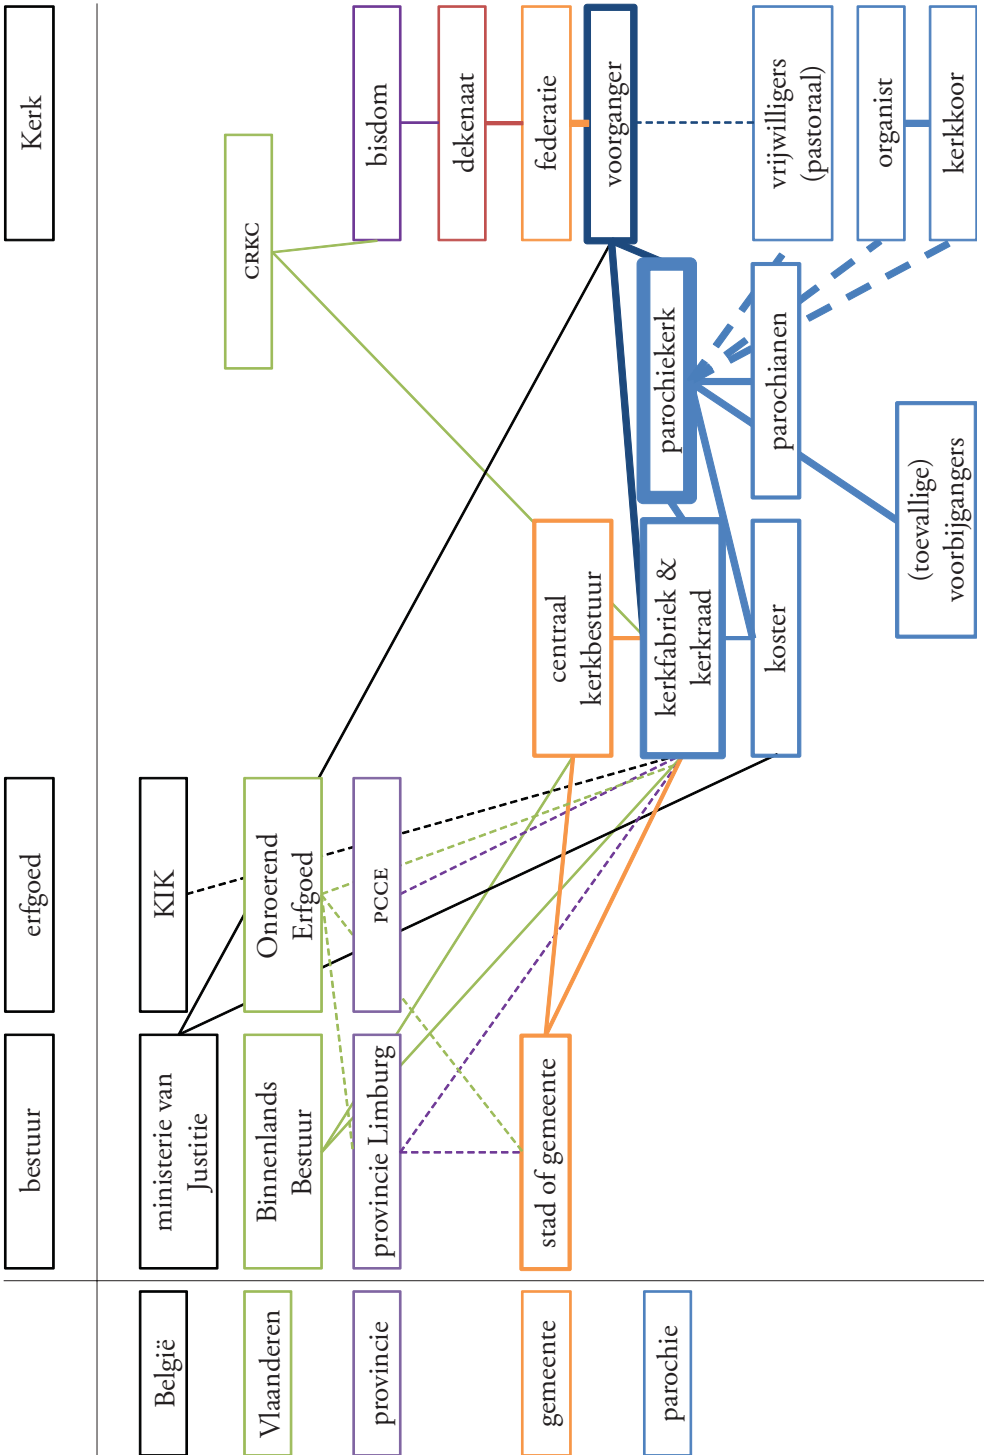 bestuur
erfgoed
Kerk
België
ministerie van
Justitie
KIK
Vlaanderen
Binnenlands
Bestuur
Onroerend
Erfgoed
CRKC
provincie
provincie Limburg
PCCE
bisdom
dekenaat
gemeente
stad of gemeente
centraal
kerkbestuur
federatie
voorganger
parochie
kerkfabriek &
kerkraad
parochiekerk
koster
parochianen
vrijwilligers
(pastoraal)
organist
kerkkoor
(toevallige)
voorbijgangers